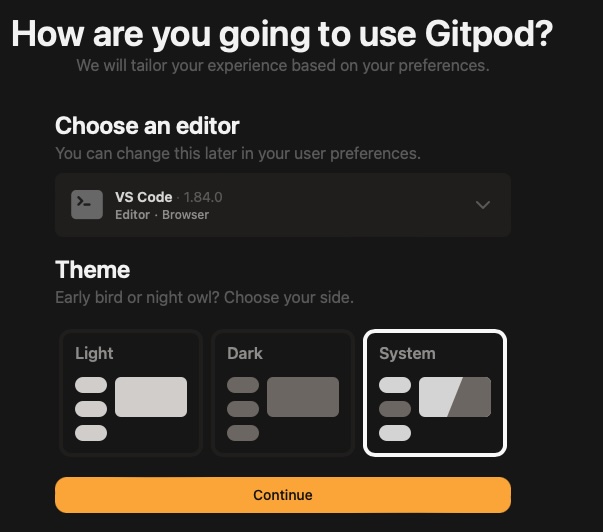 How are you going to use Gitpod?
We will tailor your experience based on your preferences.
Choose an editor
You can change this later in your user preferences.
VS Code · 1.84.0
Editor · Browser
Theme
Early bird or night owl? Choose your side.
Light Dark System
Continue